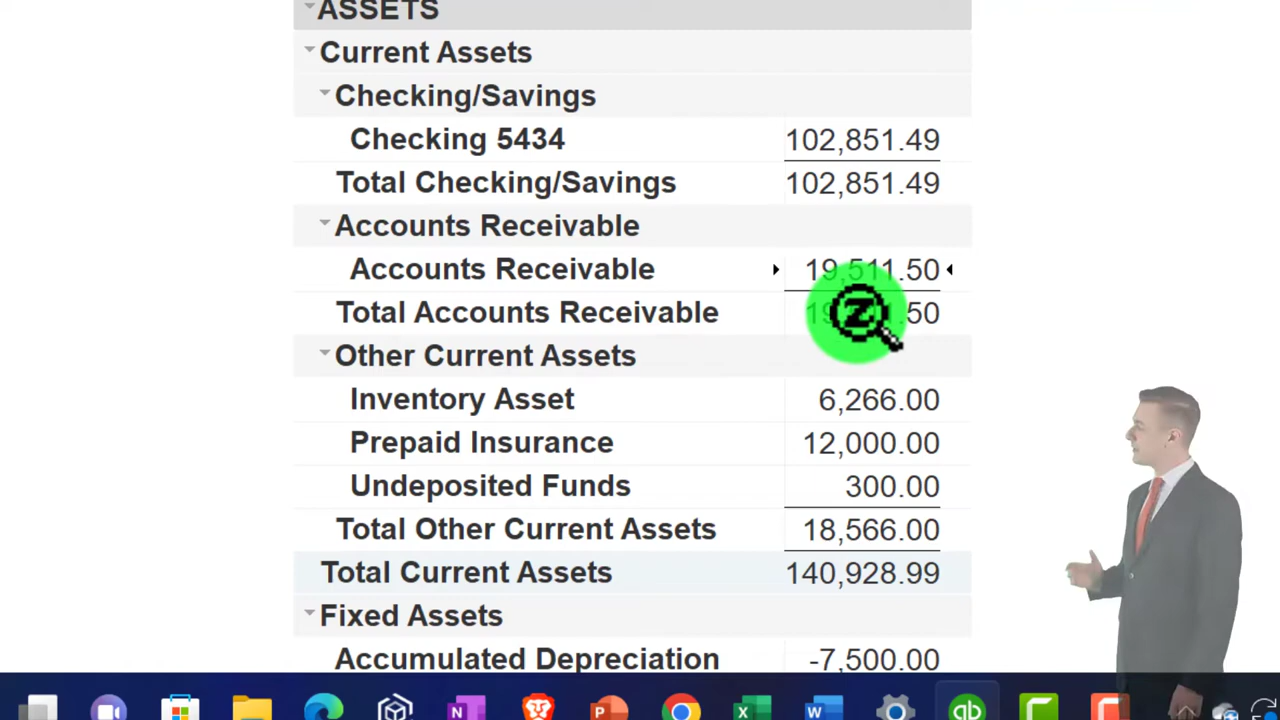 ASSETS
Current Assets
Checking/Savings
Checking 5434 102,851.49
Total Checking/Savings 102,851.49
Accounts Receivable
Accounts Receivable 19,511.50
Total Accounts Receivable
Other Current Assets
Inventory Asset 6,266.00
Prepaid Insurance 12,000.00
Undeposited Funds 300.00
Total Other Current Assets 18,566.00
Total Current Assets 140,928.99
Fixed Assets
Accumulated Depreciation -7,500.00